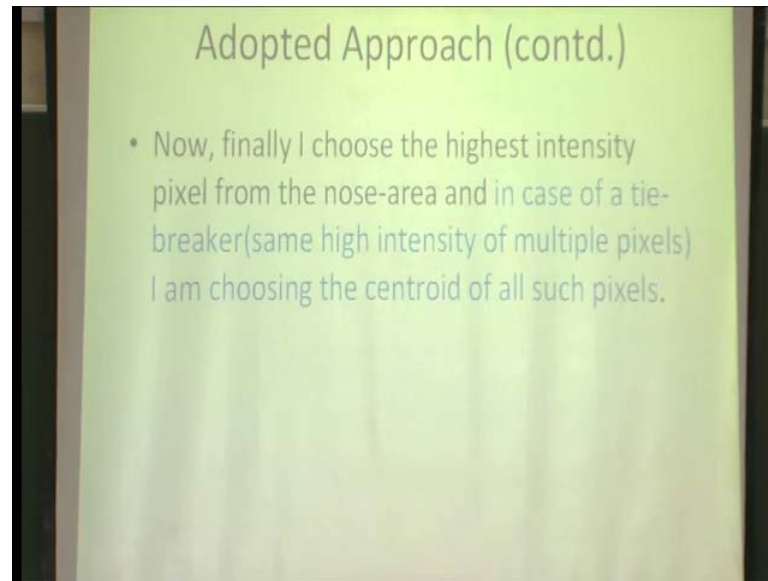 Adopted Approach (contd.)
• Now, finally I choose the highest intensity
pixel from the nose-area and in case of a tie-
breaker(same high intensity of multiple pixels)
I am choosing the centroid of all such pixels.